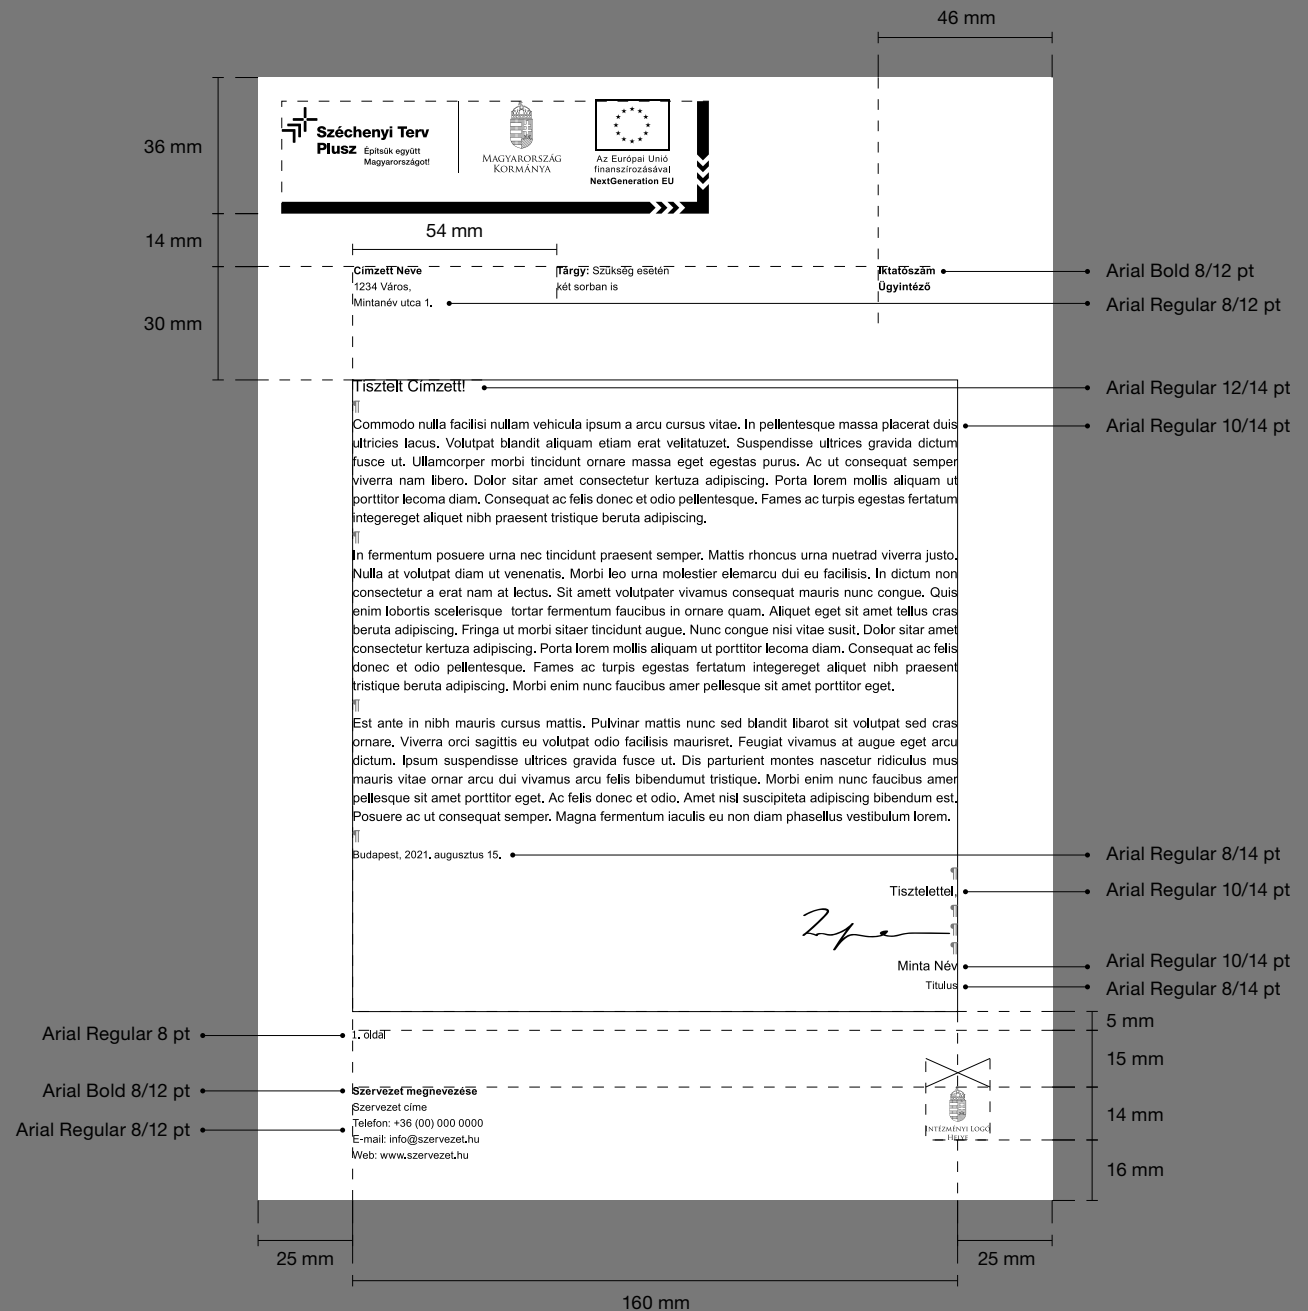 46 mm
36 mm
Széchenyi Terv
Plusz Építsük együtt
Magyarországot!
Magyarország
Kormánya
Az Európai Unió
finanszírozásával
NextGeneration EU
14 mm
54 mm
Címzett Neve
1234 Város,
Mintanév utca 1.
Tárgy: Szükség esetén
két sorban is
Iktatószám
Ügyintéző
Arial Bold 8/12 pt
Arial Regular 8/12 pt
30 mm
Tisztelt Címzett!
Arial Regular 12/14 pt
¶
Commodo nulla facilisi nullam vehicula ipsum a arcu cursus vitae. In pellentesque massa placerat duis
Arial Regular 10/14 pt
ultricies lacus. Volutpat blandit aliquam etiam erat velitatuzet. Suspendisse ultrices gravida dictum
fusce ut. Ullamcorper morbi tincidunt ornare massa eget egestas purus. Ac ut consequat semper
viverra nam libero. Dolor sitar amet consectetur kertuza adipiscing. Porta lorem mollis aliquam ut
porttitor lecoma diam. Consequat ac felis donec et odio pellentesque. Fames ac turpis egestas fertatum
integereget aliquet nibh praesent tristique beruta adipiscing.
¶
In fermentum posuere urna nec tincidunt praesent semper. Mattis rhoncus urna nuetrad viverra justo.
Nulla at volutpat diam ut venenatis. Morbi leo urna molestier elemarcu dui eu facilisis. In dictum non
consectetur a erat nam at lectus. Sit amett volutpater vivamus consequat mauris nunc congue. Quis
enim lobortis scelerisque tortar fermentum faucibus in ornare quam. Aliquet eget sit amet tellus cras
beruta adipiscing. Fringa ut morbi sitaer tincidunt augue. Nunc congue nisi vitae susit. Dolor sitar amet
consectetur kertuza adipiscing. Porta lorem mollis aliquam ut porttitor lecoma diam. Consequat ac felis
donec et odio pellentesque. Fames ac turpis egestas fertatum integereget aliquet nibh praesent
tristique beruta adipiscing. Morbi enim nunc faucibus amer pellesque sit amet porttitor eget.
¶
Est ante in nibh mauris cursus mattis. Pulvinar mattis nunc sed blandit libarot sit volutpat sed cras
ornare. Viverra orci sagittis eu volutpat odio facilisis maurisret. Feugiat vivamus at augue eget arcu
dictum. Ipsum suspendisse ultrices gravida fusce ut. Dis parturient montes nascetur ridiculus mus
mauris vitae ornar arcu dui vivamus arcu felis bibendumut tristique. Morbi enim nunc faucibus amer
pellesque sit amet porttitor eget. Ac felis donec et odio. Amet nisl suscipiteta adipiscing bibendum est.
Posuere ac ut consequat semper. Magna fermentum iaculis eu non diam phasellus vestibulum lorem.
¶
Budapest, 2021. augusztus 15.
Arial Regular 8/14 pt
¶
Tisztelettel,
Arial Regular 10/14 pt
¶
¶
¶
Minta Név
Arial Regular 10/14 pt
Titulus
Arial Regular 8/14 pt
5 mm
Arial Regular 8 pt
1. oldal
15 mm
Arial Bold 8/12 pt
Szervezet megnevezése
Szervezet címe
Telefon: +36 (00) 000 0000
Arial Regular 8/12 pt
E-mail: info@szervezet.hu
Web: www.szervezet.hu
Intézményi Logó
Helye
14 mm
16 mm
25 mm
25 mm
160 mm